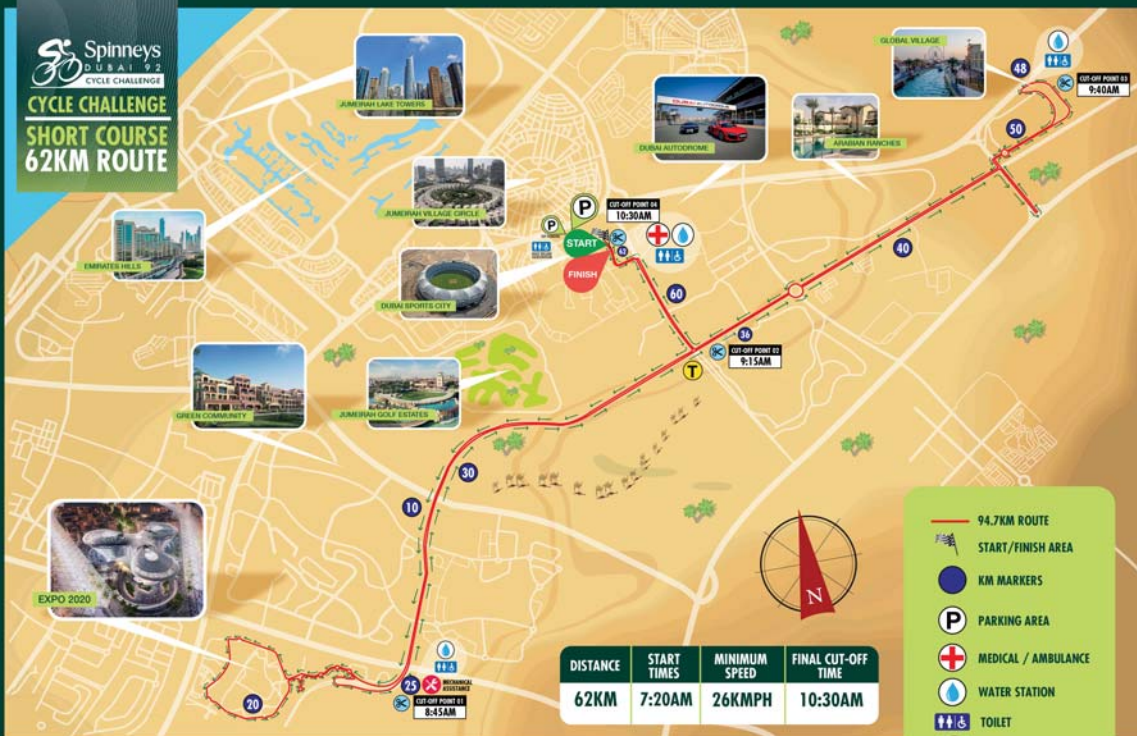 Spinneys
DUBAI 92
CYCLE CHALLENGE
CYCLE CHALLENGE
SHORT COURSE
62KM ROUTE
JUMEIRAH LAKE TOWERS
GLOBAL VILLAGE
48
CUT-OFF POINT 03
9:40AM
50
DUBAI AUTODROME
ARABIAN RANCHES
JUMEIRAH VILLAGE CIRCLE
EMIRATES HILLS
P
P
CUT-OFF POINT 04
10:30AM
START
62
FINISH
40
DUBAI SPORTS CITY
60
36
CUT-OFF POINT 02
9:15AM
T
GREEN COMMUNITY
JUMEIRAH GOLF ESTATES
30
10
EXPO 2020
N
20
25
MECHANICAL
ASSISTANCE
CUT-OFF POINT 01
8:45AM
DISTANCE
START
TIMES
MINIMUM
SPEED
FINAL CUT-OFF
TIME
62KM
7:20AM
26KMPH
10:30AM
94.7KM ROUTE
START/FINISH AREA
KM MARKERS
P
PARKING AREA
MEDICAL / AMBULANCE
WATER STATION
TOILET